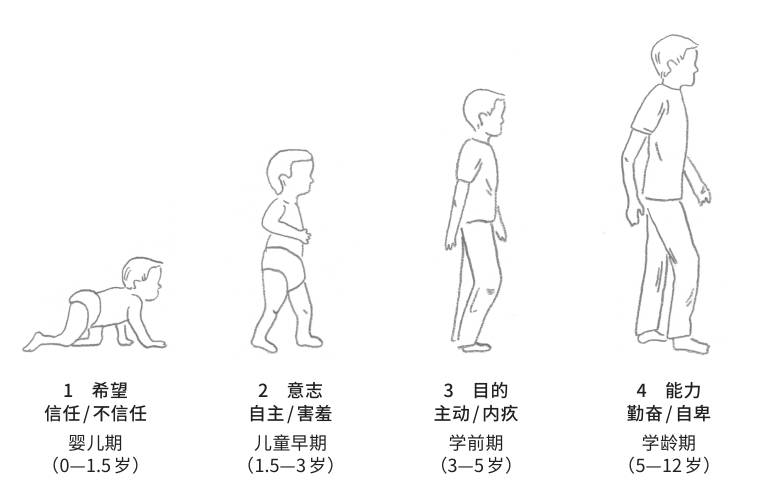 1 希望
信任/不信任
婴儿期
（0—1.5岁）
2 意志
自主/害羞
儿童早期
（1.5—3岁）
3 目的
主动/内疚
学前期
（3—5岁）
4 能力
勤奋/自卑
学龄期
（5—12岁）